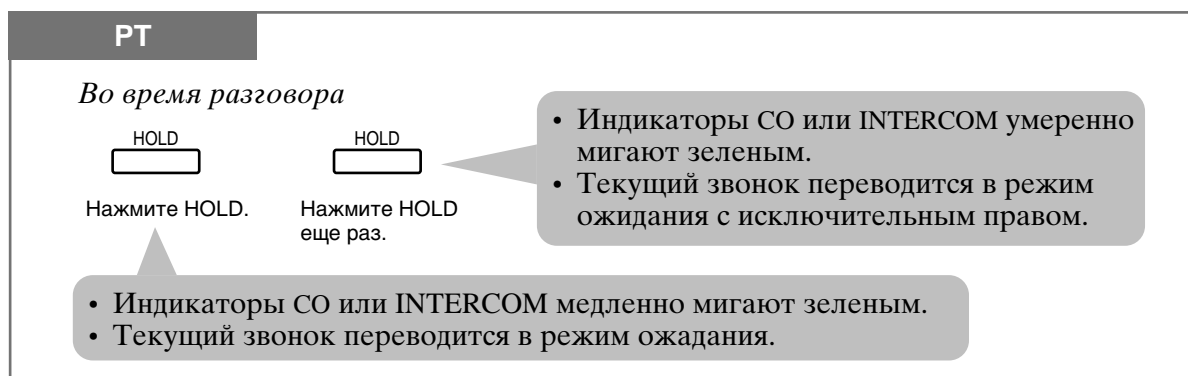 PT
Во время разговора
HOLD
Нажмите HOLD.
HOLD
Нажмите HOLD
еще раз.
• Индикаторы CO или INTERCOM умеренно
мигают зеленым.
• Текущий звонок переводится в режим
ожидания с исключительным правом.
• Индикаторы CO или INTERCOM медленно мигают зеленым.
• Текущий звонок переводится в режим ожадания.